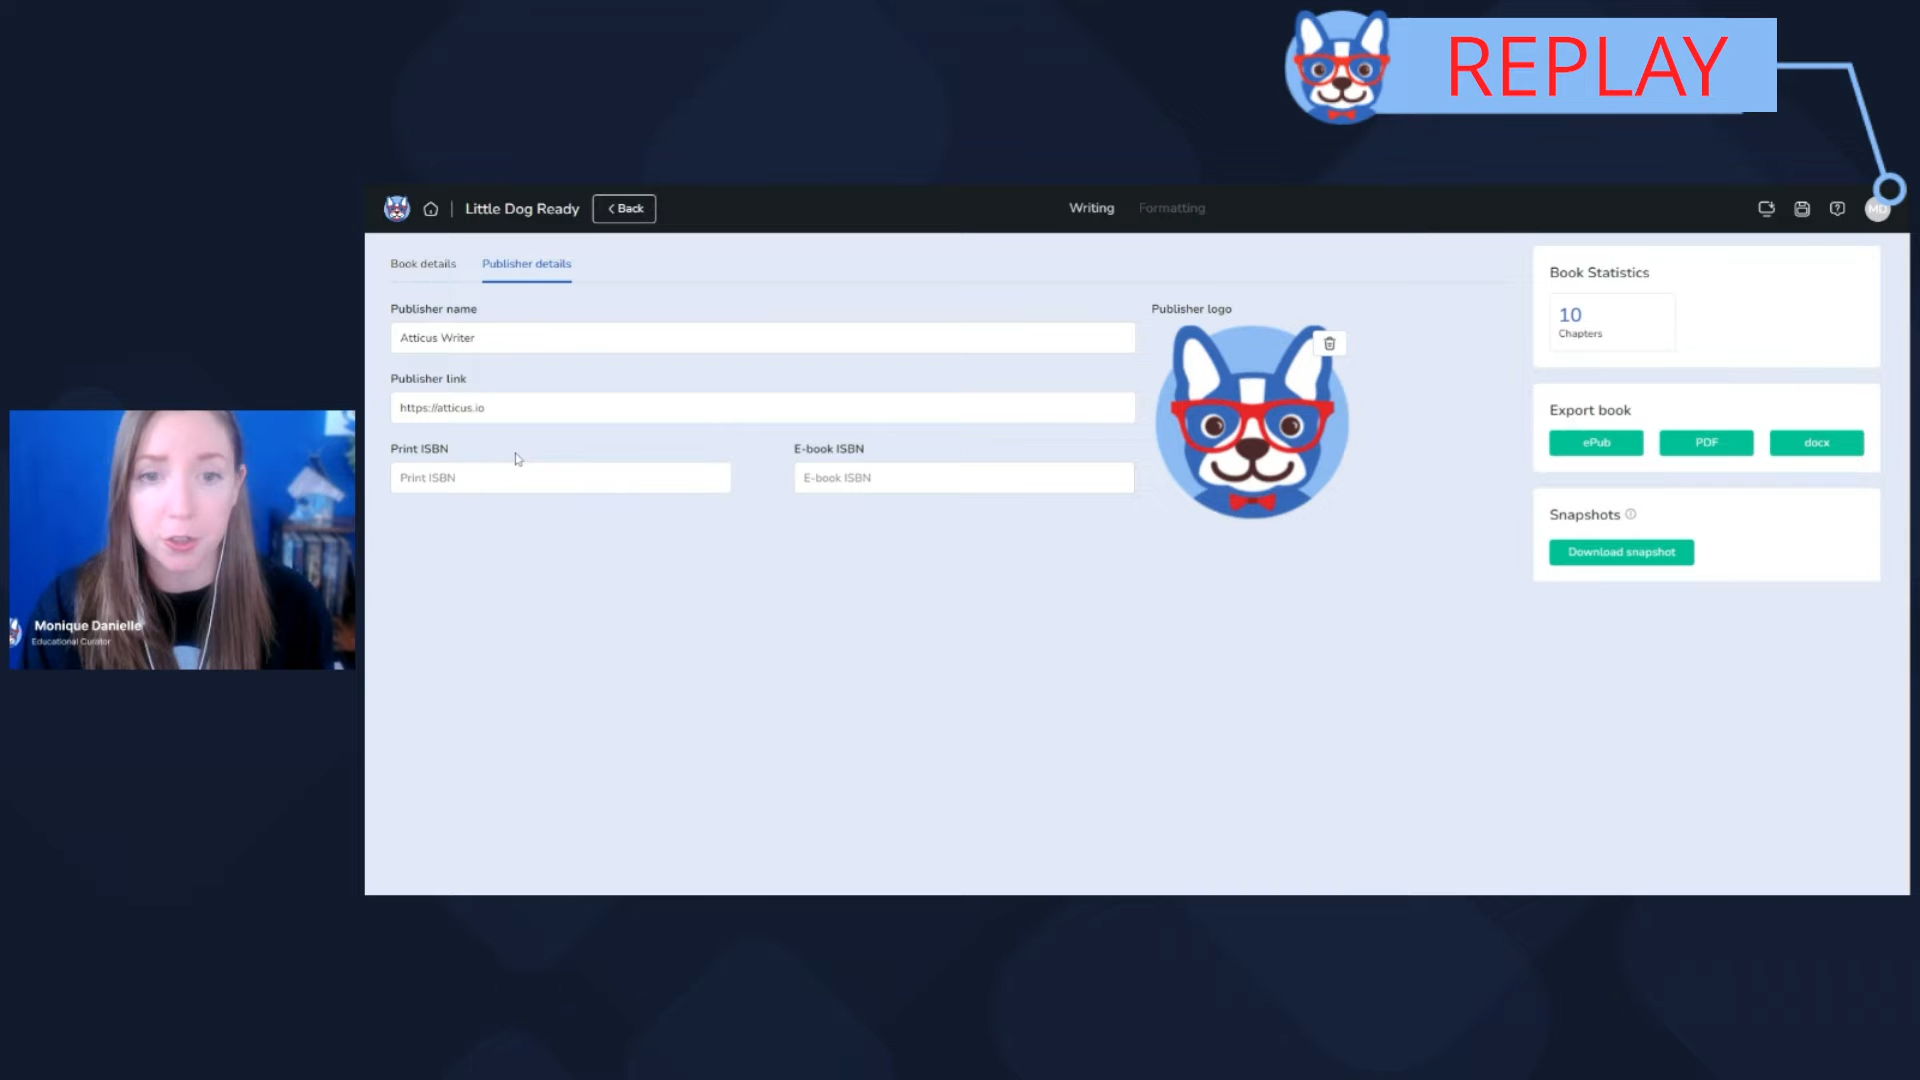 REPLAY
Little Dog Ready
Back
Writing
Formatting
MD
Book details
Publisher details
Publisher name
Atticus Writer
Publisher link
https://atticus.io
Print ISBN
E-book ISBN
Print ISBN
E-book ISBN
Publisher logo
Book Statistics
10
Chapters
Export book
ePub
PDF
docx
Snapshots
Download snapshot
Monique Danielle
Educational Curator